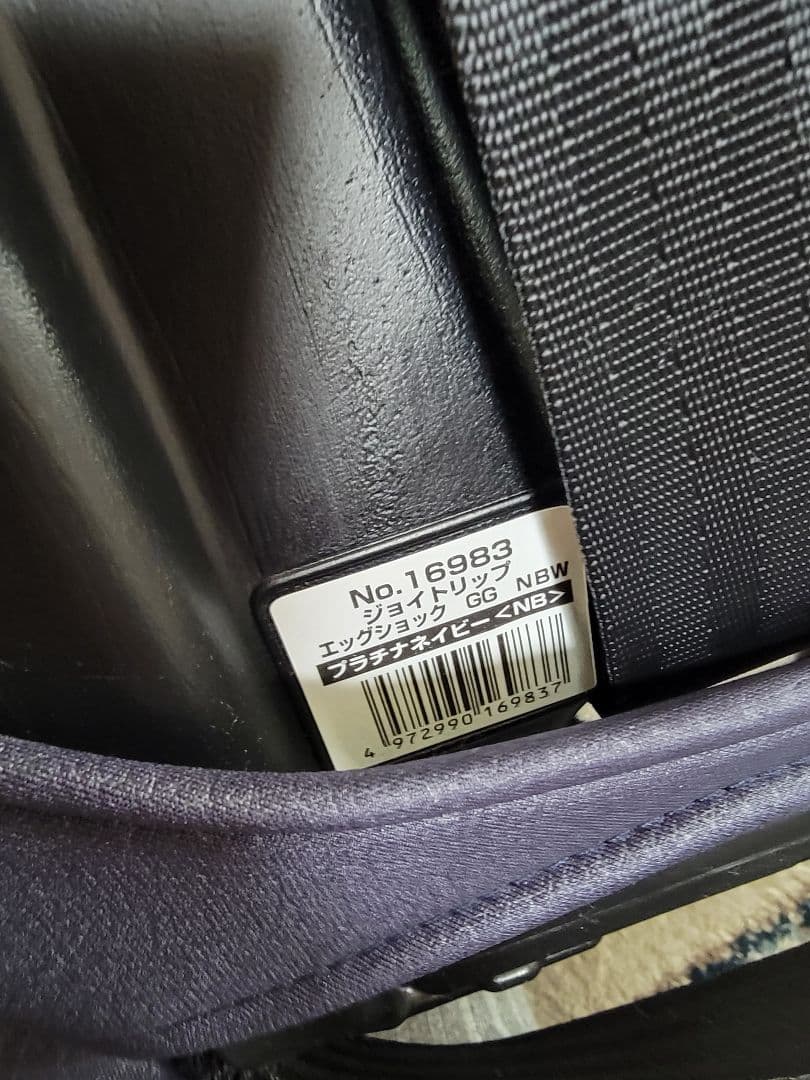 No.16983
ジョイトリップ
エッグショック GG NBW
プラチナネイビー<NB>
4 972990 169837